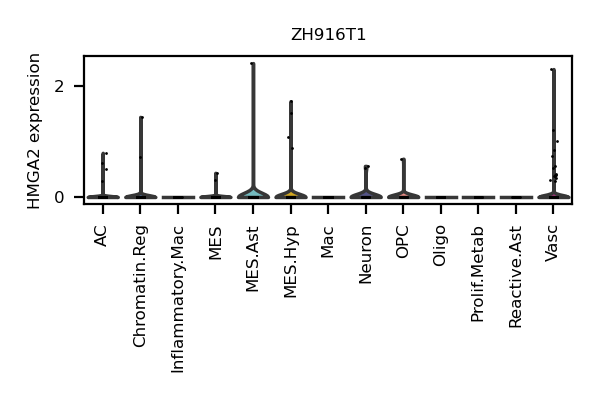 ZH916T1
HMGA2 expression
2
0
AC
Chromatin.Reg
Inflammatory.Mac
MES
MES.Ast
MES.Hyp
Mac
Neuron
OPC
Oligo
Prolif.Metab
Reactive.Ast
Vasc